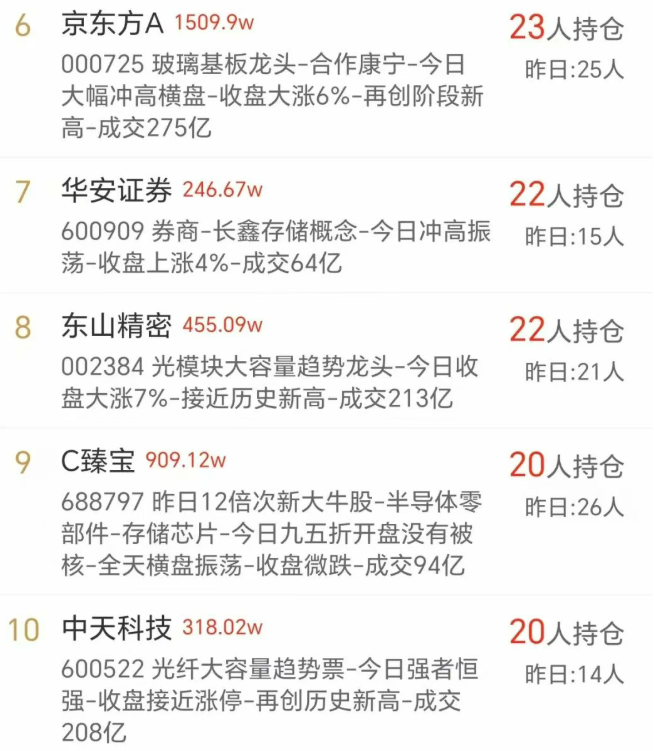 6 京东方A 1509.9w 23人持仓
000725 玻璃基板龙头-合作康宁-今日 昨日:25人
大幅冲高横盘-收盘大涨6%-再创阶段新
高-成交275亿
7 华安证券 246.67w 22人持仓
600909 券商-长鑫存储概念-今日冲高振 昨日:15人
荡-收盘上涨4%-成交64亿
8 东山精密 455.09w 22人持仓
002384 光模块大容量趋势龙头-今日收 昨日:21人
盘大涨7%-接近历史新高-成交213亿
9 C臻宝 909.12w 20人持仓
688797 昨日12倍次新大牛股-半导体零 昨日:26人
部件-存储芯片-今日九五折开盘没有被
核-全天横盘振荡-收盘微跌-成交94亿
10 中天科技 318.02w 20人持仓
600522 光纤大容量趋势票-今日强者恒 昨日:14人
强-收盘接近涨停-再创历史新高-成交
208亿